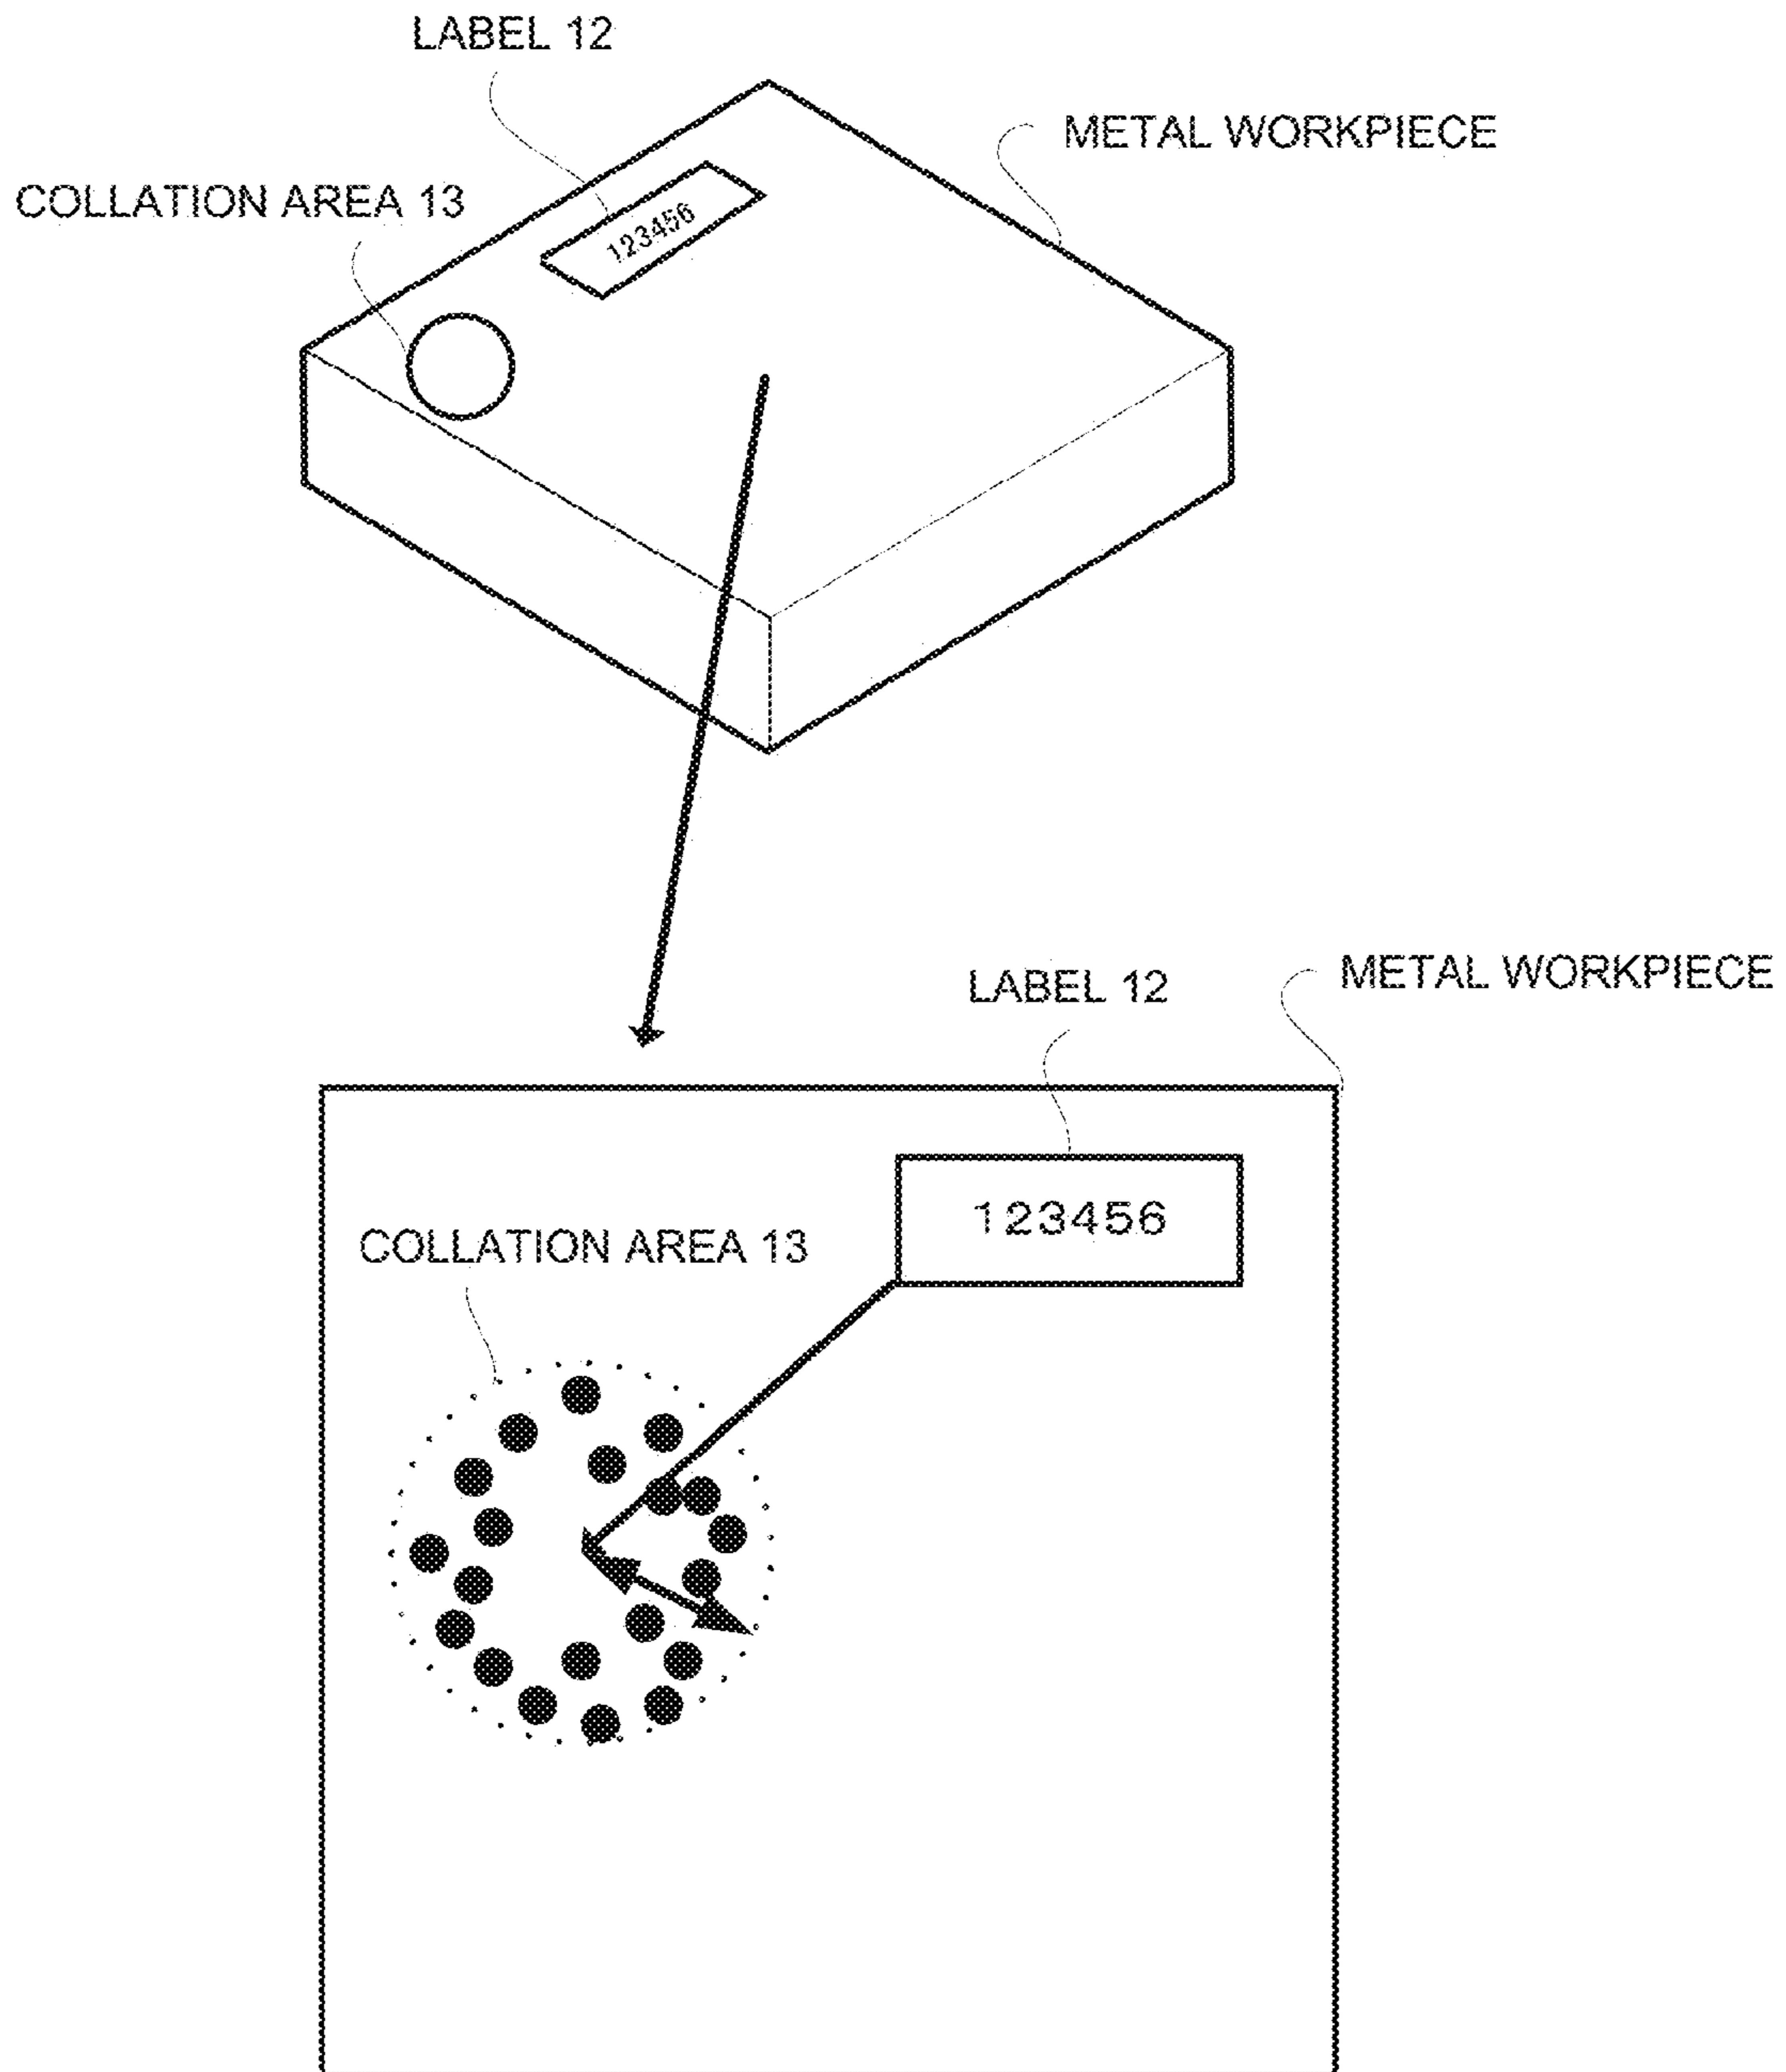 LABEL 12
METAL WORKPIECE
COLLATION AREA 13
123456
LABEL 12
METAL WORKPIECE
123456
COLLATION AREA 13